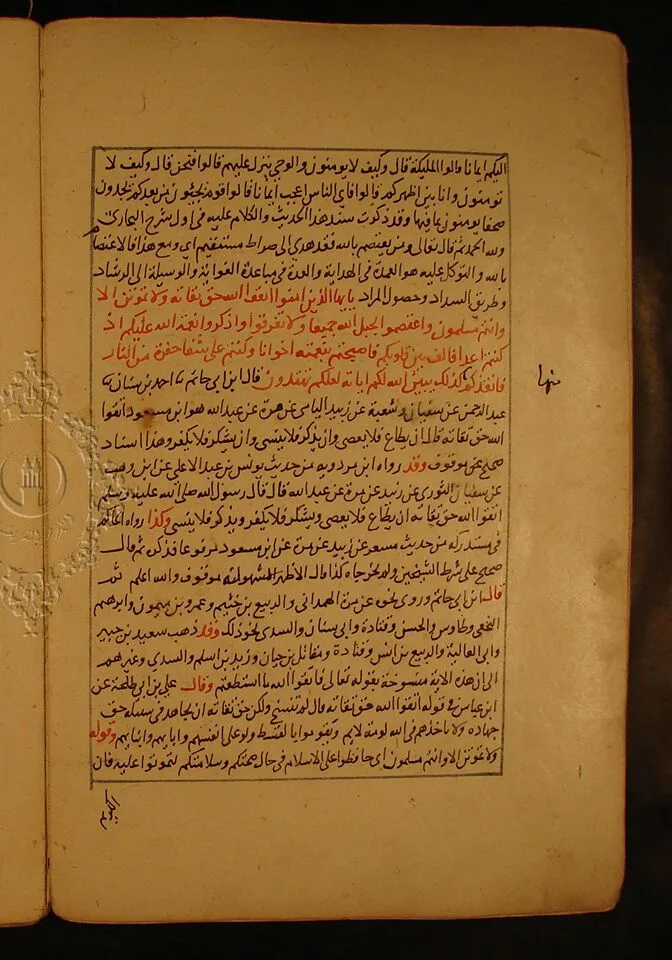 اليكم ايمانا قالوا الملئكة قال وكيف لا يومنون والوحي ينزل عليهم قالوا فنحن قال وكيف لا
تومنون وانا بين اظهركم قالوا فاي الناس اعجب ايمانا قال قوم يجيئون من بعدكم يجدون
صحفا يومنون بما فيها وقد ذكرت سند هذا الحديث والكلام عليه في اول شرح البخاري
ولله الحمد ثم قال تعالى ومن يعتصم بالله فقد هدي الى صراط مستقيم اي ومع هذا فالاعتصام
بالله والتوكل عليه هو العمدة في الهداية والعدة في مباعدة الغواية والوسيلة الى الرشاد
وطريق السداد وحصول المراد يايها الذين امنوا اتقوا الله حق تقاته ولا تموتن الا
وانتم مسلمون واعتصموا بحبل الله جميعا ولا تفرقوا واذكروا نعمة الله عليكم اذ
كنتم اعداء فالف بين قلوبكم فاصبحتم بنعمته اخوانا وكنتم على شفا حفرة من النار
فانقذكم كذلك يبين الله لكم اياته لعلكم تهتدون قال ابن ابي حاتم احمد بن سنان
منها
عبد الرحمن عن سفيان وشعبة عن زبيد اليامي عن مرة عن عبد الله هو ابن مسعود اتقوا
الله حق تقاته قال ان يطاع فلا يعصى وان يذكر فلا ينسى وان يشكر فلا يكفر وهذا اسناد
صحيح عن موقوف وقد رواه ابن مردويه من حديث يونس بن عبد الاعلى عن ابن وهب
عن سفيان الثوري عن زبيد عن مرة عن عبد الله قال قال رسول الله صلى الله عليه وسلم
اتقوا الله حق تقاته ان يطاع فلا يعصى ويشكر فلا يكفر ويذكر فلا ينسى وكذا رواه الحاكم
في مستدركه من حديث مسعر عن زبيد عن مرة عن ابن مسعود مرفوعا فذكره ثم قال
صحيح على شرط الشيخين ولم يخرجاه كذا قال والاظهر انه موقوف والله اعلم ثم
قال ابن ابي حاتم وروي نحوه عن مرة الهمداني والربيع بن خثيم وعمرو بن ميمون وابرهيم
النخعي وطاوس والحسن وقتادة وابي سنان والسدي نحو ذلك وقد ذهب سعيد بن جبير
وابي العالية والربيع بن انس وقتادة ومقاتل بن حيان وزيد بن اسلم والسدي وغيرهم
الى ان هذه الاية منسوخة بقوله تعالى فاتقوا الله ما استطعتم وقال علي بن ابي طلحة عن
ابن عباس في قوله اتقوا الله حق تقاته قال لم تنسخ ولكن حق تقاته ان يجاهد في سبيله حق
جهاده ولا تاخذهم في الله لومة لايم ويقوموا بالقسط ولو على انفسهم وابايهم وابنايهم وقوله
ولا تموتن الا وانتم مسلمون اي حافظوا على الاسلام في حال صحتكم وسلامتكم لتموتوا عليه فان
الكريم